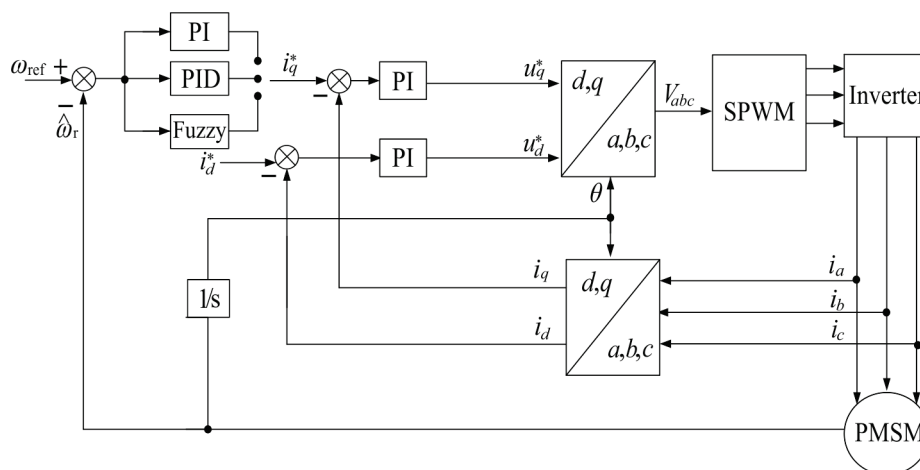 PI
ω_ref +
−
ω̂_r
PID
Fuzzy
i_q^*
−
PI
u_q^*
i_d^*
−
PI
u_d^*
d,q
a,b,c
V_abc
SPWM
Inverter
θ
1/s
i_q
i_d
d,q
a,b,c
i_a
i_b
i_c
PMSM